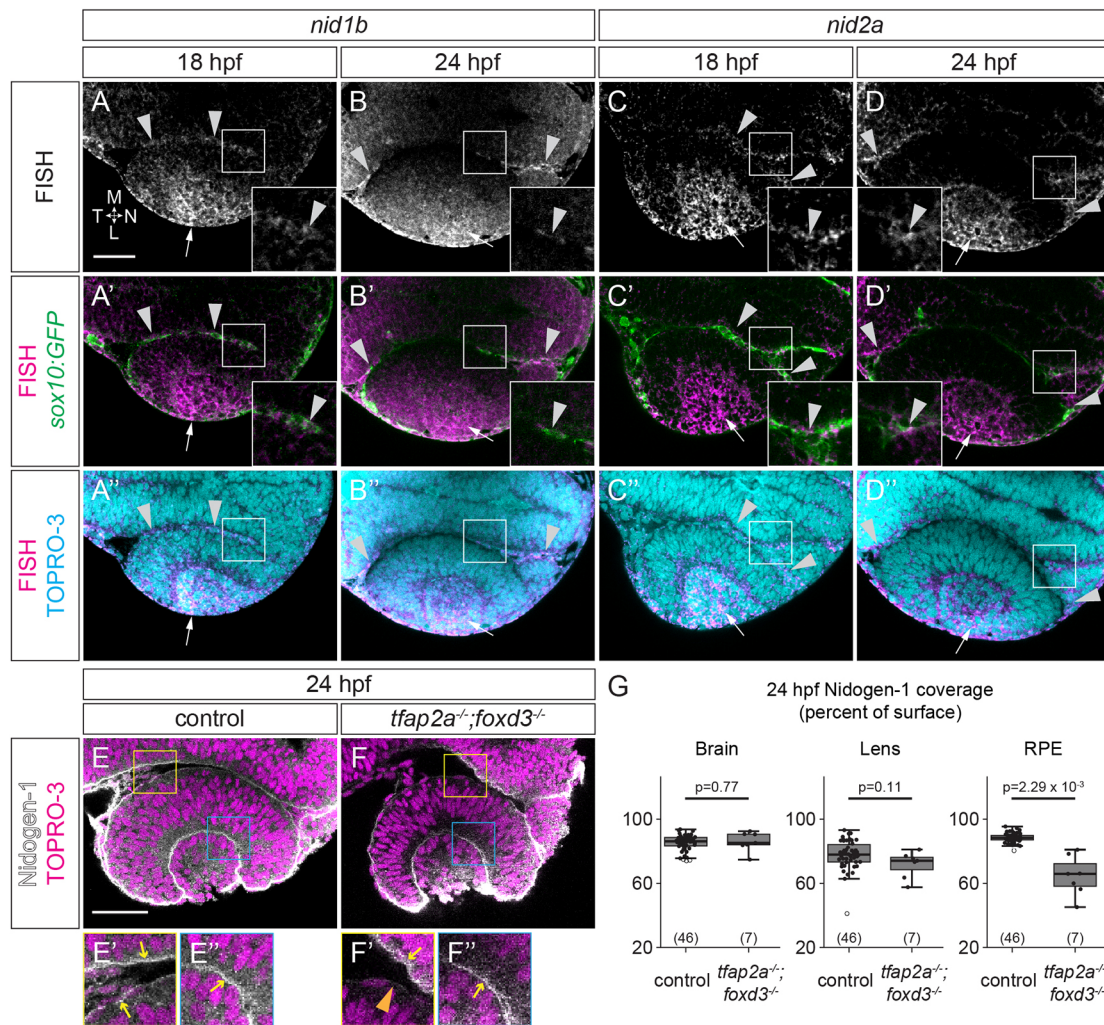 nid1b nid2a
18 hpf 24 hpf 18 hpf 24 hpf
FISH
A B C D
M
T N
L
FISH
sox10:GFP
A' B' C' D'
FISH
TOPRO-3
A'' B'' C'' D''
24 hpf
control tfap2a-/-;foxd3-/-
Nidogen-1
TOPRO-3
E F
E' E'' F' F''
G
24 hpf Nidogen-1 coverage
(percent of surface)
Brain Lens RPE
p=0.77 p=0.11 p=2.29 x 10-3
100 100 100
60 60 60
20 20 20
(46) (7) (46) (7) (46) (7)
control tfap2a-/-; control tfap2a-/-; control tfap2a-/-;
foxd3-/- foxd3-/- foxd3-/-